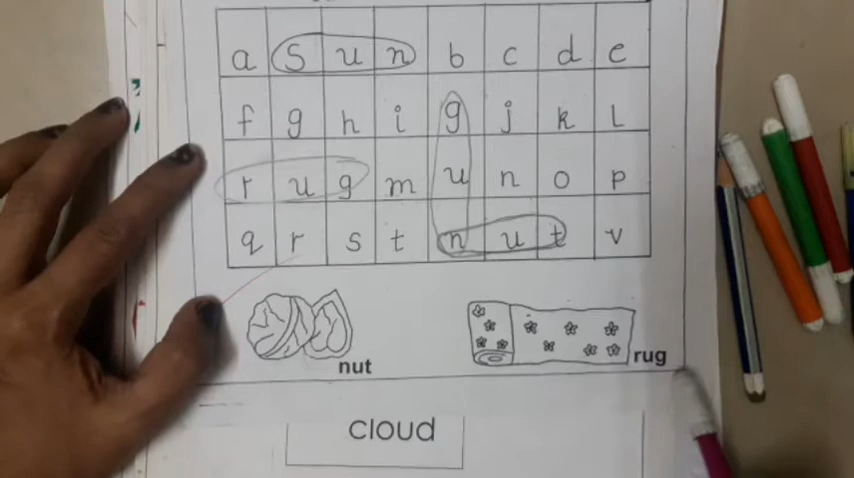 a s u n b c d e
f g h i g j k l
r u g m u n o p
q r s t n u t v
nut rug
cloud